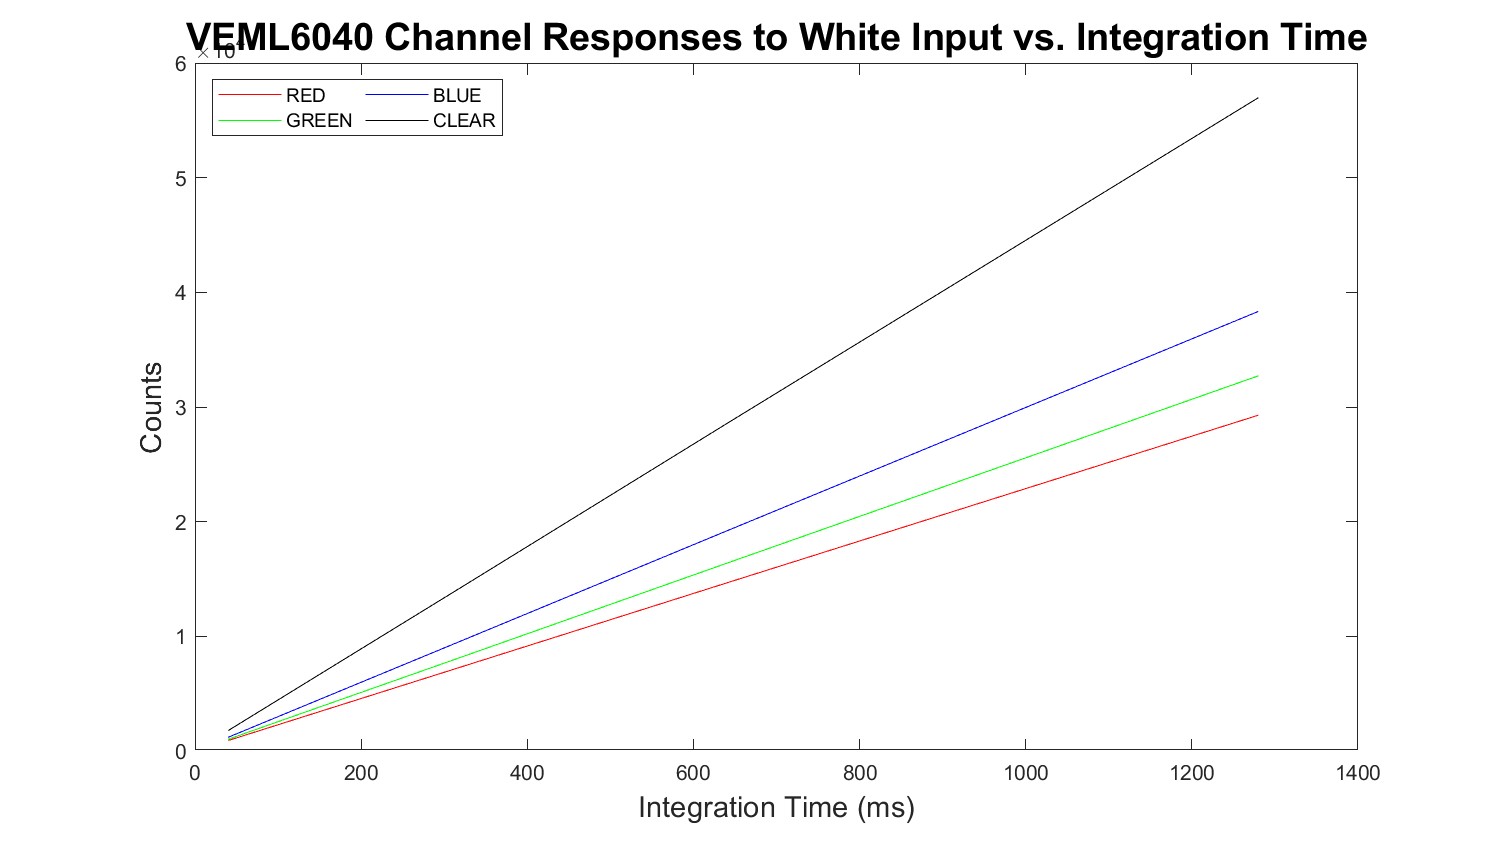 VEML6040 Channel Responses to White Input vs. Integration Time
×10⁴
6
RED BLUE
GREEN CLEAR
5
4
3
2
1
0
Counts
0 200 400 600 800 1000 1200 1400
Integration Time (ms)